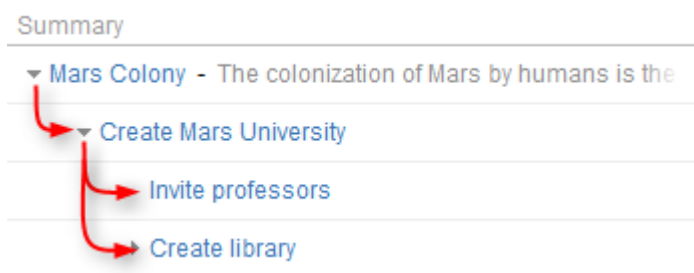 Summary
Mars Colony - The colonization of Mars by humans is the
Create Mars University
Invite professors
Create library